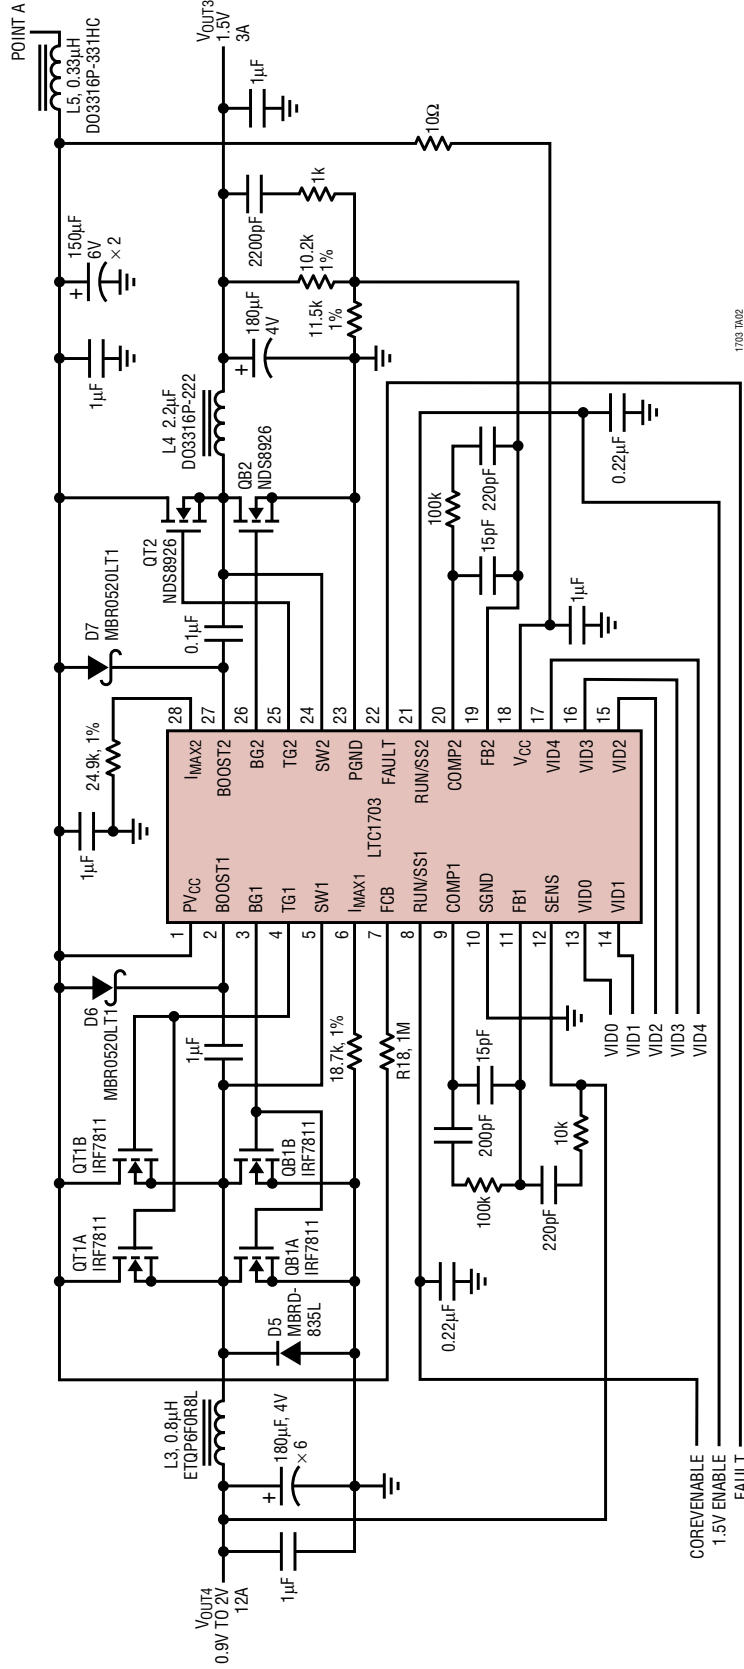 POINT A
L5, 0.33µH
DO3316P-331HC
VOUT3
1.5V
3A
1µF
10Ω
150µF
6V
× 2
2200pF
1k
10.2k
1%
11.5k
1%
1µF
180µF
4V
+
+
L4 2.2µF
DO3316P-222
QB2
NDS8926
QT2
NDS8926
100k
220pF
15pF
0.22µF
1703 TA02
D7
MBR0520LT1
0.1µF
1µF
24.9k, 1%
1µF
28
27
26
25
24
23
22
21
20
19
18
17
16
15
IMAX2
BOOST2
BG2
TG2
SW2
PGND
FAULT
RUN/SS2
COMP2
FB2
VCC
VID4
VID3
VID2
LTC1703
PVCC
BOOST1
BG1
TG1
SW1
IMAX1
FCB
RUN/SS1
COMP1
SGND
FB1
SENS
VID0
VID1
1
2
3
4
5
6
7
8
9
10
11
12
13
14
D6
MBR0520LT1
1µF
18.7k, 1%
R18, 1M
15pF
200pF
100k
220pF
10k
VID0
VID1
VID2
VID3
VID4
QT1B
IRF7811
QB1B
IRF7811
QT1A
IRF7811
QB1A
IRF7811
0.22µF
D5
MBRD-
835L
L3, 0.8µH
ETQP6F0R8L
180µF, 4V
× 6
+
1µF
VOUT4
0.9V TO 2V
12A
COREVENABLE
1.5V ENABLE
FAULT